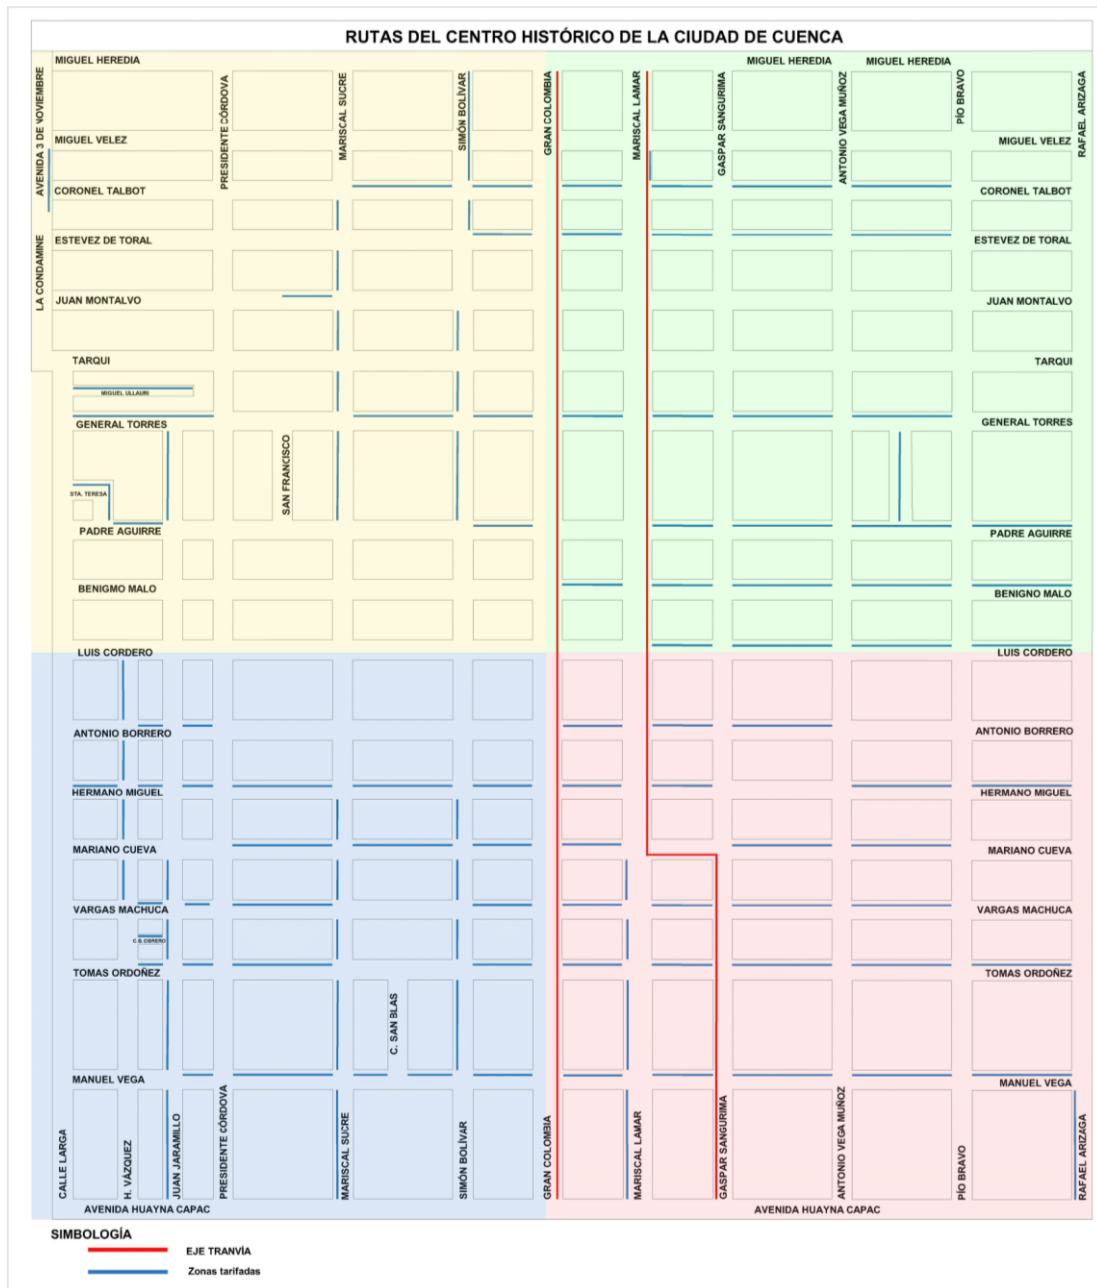 RUTAS DEL CENTRO HISTÓRICO DE LA CIUDAD DE CUENCA
MIGUEL HEREDIA
MIGUEL HEREDIA
MIGUEL HEREDIA
AVENIDA 3 DE NOVIEMBRE
PRESIDENTE CÓRDOVA
MARISCAL SUCRE
SIMÓN BOLÍVAR
GRAN COLOMBIA
MARISCAL LAMAR
GASPAR SANGURIMA
ANTONIO VEGA MUÑOZ
PÍO BRAVO
RAFAEL ARIZAGA
MIGUEL VELEZ
MIGUEL VELEZ
CORONEL TALBOT
CORONEL TALBOT
LA CONDAMINE
ESTEVEZ DE TORAL
ESTEVEZ DE TORAL
JUAN MONTALVO
JUAN MONTALVO
TARQUI
TARQUI
MIGUEL ULLAURI
GENERAL TORRES
GENERAL TORRES
SAN FRANCISCO
STA. TERESA
PADRE AGUIRRE
PADRE AGUIRRE
BENIGMO MALO
BENIGNO MALO
LUIS CORDERO
LUIS CORDERO
ANTONIO BORRERO
ANTONIO BORRERO
HERMANO MIGUEL
HERMANO MIGUEL
MARIANO CUEVA
MARIANO CUEVA
VARGAS MACHUCA
VARGAS MACHUCA
TOMAS ORDOÑEZ
TOMAS ORDOÑEZ
C. SAN BLAS
MANUEL VEGA
MANUEL VEGA
CALLE LARGA
H. VÁZQUEZ
JUAN JARAMILLO
PRESIDENTE CÓRDOVA
MARISCAL SUCRE
SIMÓN BOLÍVAR
GRAN COLOMBIA
MARISCAL LAMAR
GASPAR SANGURIMA
ANTONIO VEGA MUÑOZ
PÍO BRAVO
RAFAEL ARIZAGA
AVENIDA HUAYNA CAPAC
AVENIDA HUAYNA CAPAC
SIMBOLOGÍA
EJE TRANVÍA
Zonas tarifadas